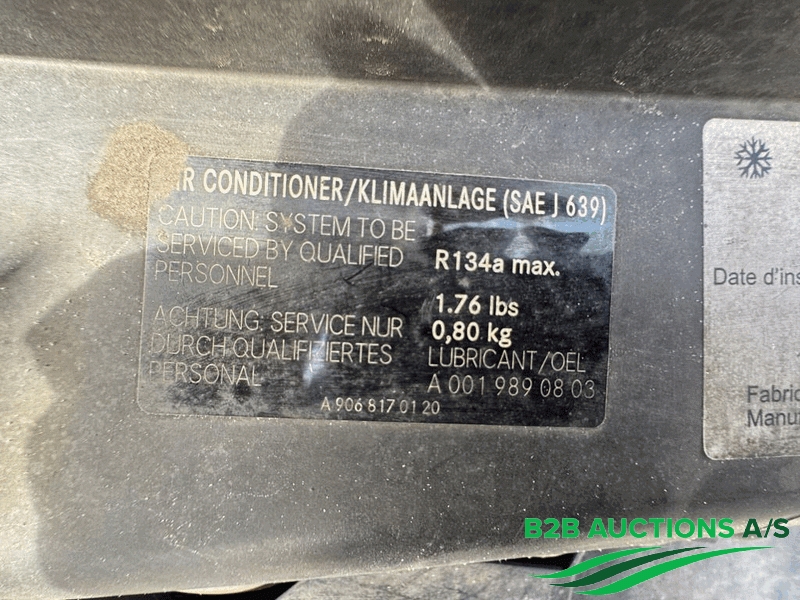 AIR CONDITIONER/KLIMAANLAGE (SAE J 639)
CAUTION: SYSTEM TO BE
SERVICED BY QUALIFIED
PERSONNEL
ACHTUNG: SERVICE NUR
DURCH QUALIFIZIERTES
PERSONAL
R134a max.
1.76 lbs
0,80 kg
LUBRICANT/OEL
A 001 989 08 03
A 906 817 01 20
Date d'ins
Fabric
Manu
B2B AUCTIONS A/S